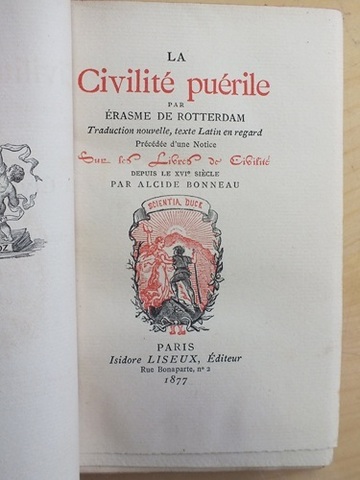 LA
Civilité puérile
PAR
ÉRASME DE ROTTERDAM
Traduction nouvelle, texte Latin en regard
Précédée d'une Notice
Sur les Libres de Civilité
DEPUIS LE XVIe SIÈCLE
PAR ALCIDE BONNEAU
SCIENTIA DUCE
IL
PARIS
Isidore LISEUX, Éditeur
Rue Bonaparte, nº 2
1877